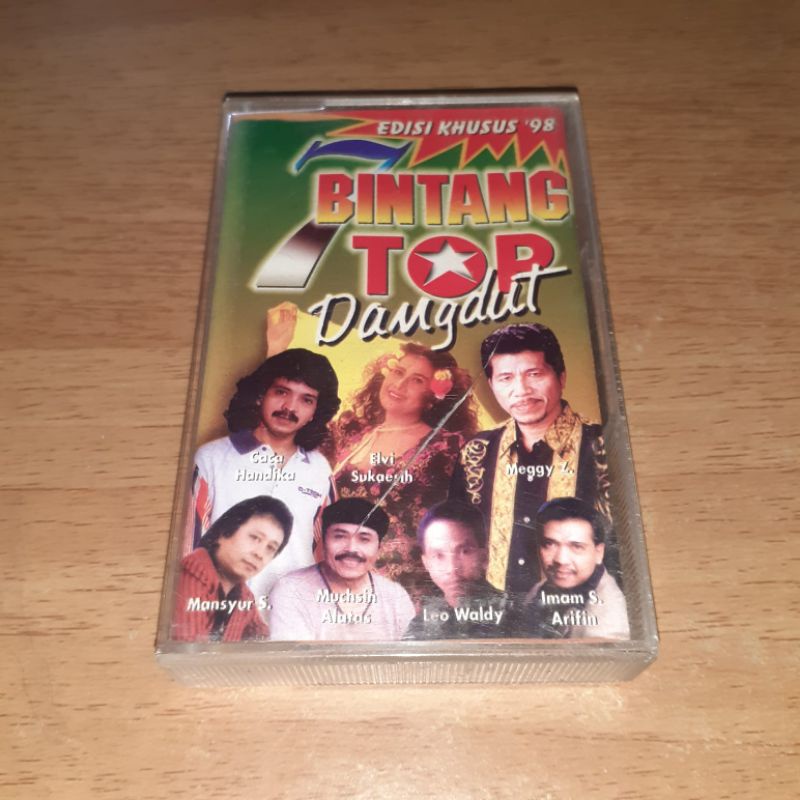 EDISI KHUSUS '98
7
BINTANG
TOP
Dangdut
Caca
Handika
Elvi
Sukaesih
Meggy Z.
Mansyur S.
Muchsin
Alatas
Leo Waldy
Imam S.
Arifin